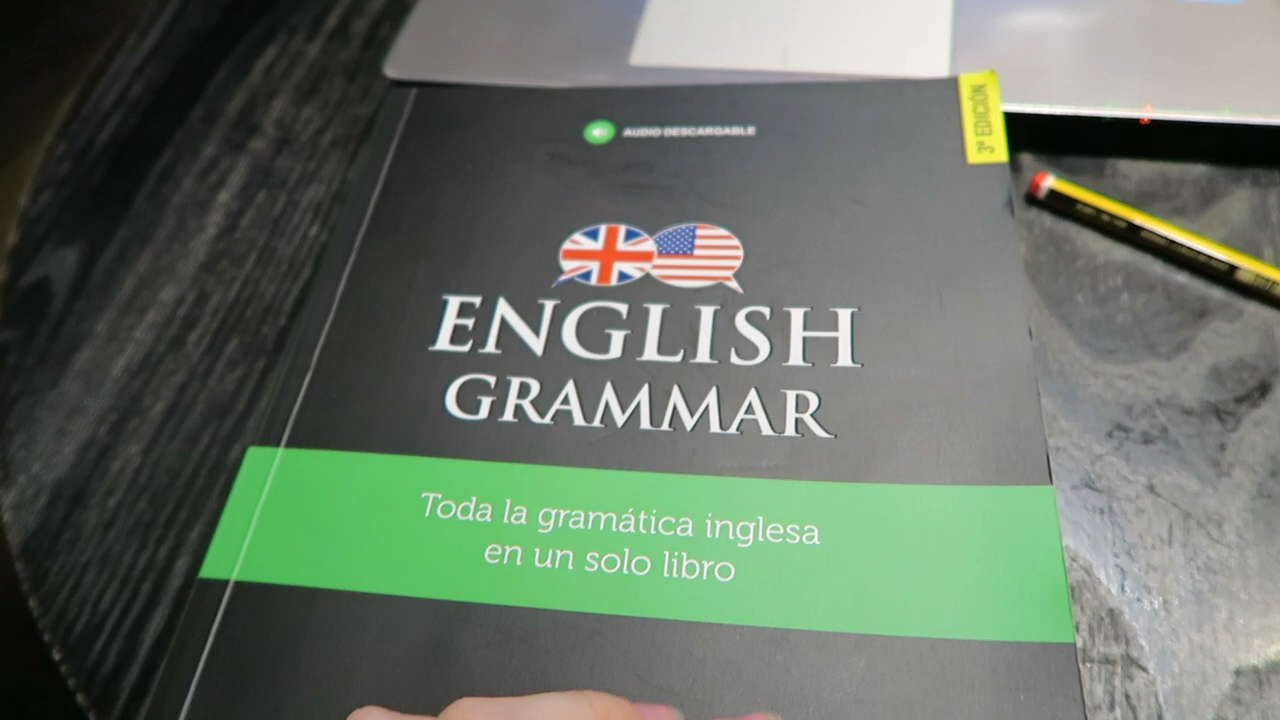 AUDIO DESCARGABLE
3ª EDICIÓN
ENGLISH
GRAMMAR
Toda la gramática inglesa
en un solo libro